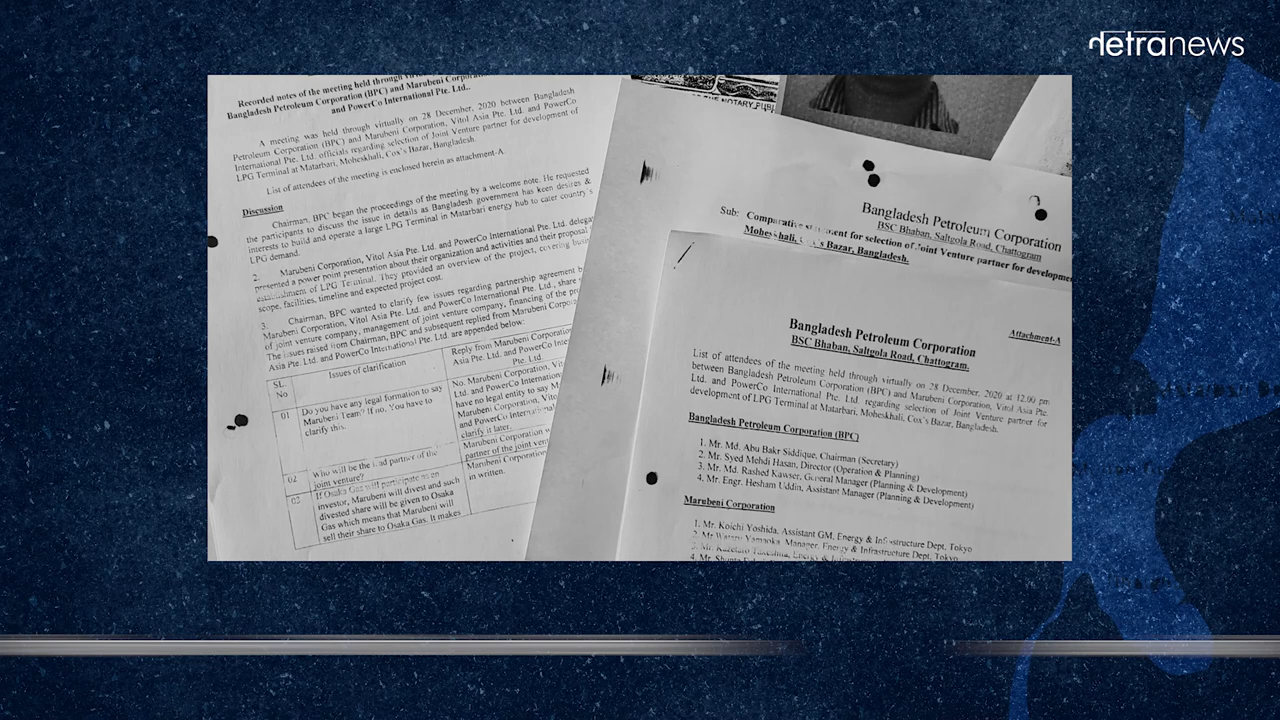 netranews
Recorded notes of the meeting held through
Bangladesh Petroleum Corporation (BPC) and Marubeni
and PowerCo International Pte. Ltd..
A meeting was held through virtually on 28 December, 2020 between Bangladesh
Petroleum Corporation (BPC) and Marubeni Corporation, Vitol Asia Pte. Ltd. and PowerCo
International Pte. Ltd. officials regarding selection of Joint Venture partner for development of
LPG Terminal at Matarbari, Moheskhali, Cox's Bazar, Bangladesh.
List of attendees of the meeting is enclosed herein as attachment-A.
Discussion
Chairman, BPC began the proceedings of the meeting by a welcome note. He requested
the participants to discuss the issue in details as Bangladesh government has keen desires &
interests to build and operate a large LPG Terminal in Matarbari energy hub to cater country's
LPG demand.
2. Marubeni Corporation, Vitol Asia Pte. Ltd. and PowerCo International Pte. Ltd.
presented a power point presentation about their organization and activities and their proposal
establishment of LPG Terminal. They provided an overview of the project, covering
scope, facilities, timeline and expected project cost.
3. Chairman, BPC wanted to clarify few issues regarding partnership agreement
Marubeni Corporation, Vitol Asia Pte. Ltd. and PowerCo International Pte. Ltd., share
of joint venture company, management of joint venture company, financing of the
The issues raised from Chairman, BPC and subsequent replied from Marubeni
Asia Pte. Ltd. and PowerCo International Pte. Ltd. are appended below:
SL. No
Issues of clarification
Reply from Marubeni Corporation
Asia Pte. Ltd. and PowerCo
Pte. Ltd.
01
Do you have any legal formation to say
Marubeni Team? If no, You have to
clarify this.
No. Marubeni Corporation,
Ltd. and PowerCo International
have no legal entity to say
Marubeni Corporation,
and PowerCo International
clarify it later.
02
Who will be the lead partner of the
joint venture?
Marubeni Corporation
partner of the joint
03
If Osaka Gas will participate as an
investor, Marubeni will divest and such
divested share will be given to Osaka
Gas which means that Marubeni will
sell their share to Osaka Gas. It makes
Marubeni Corporation
in written.
NOTARY
Bangladesh Petroleum Corporation
BSC Bhaban, Saltgola Road, Chattogram
Sub: Comparative statement for selection of Joint Venture partner for
Moheskhali, Cox's Bazar, Bangladesh.
Attachment-A
Bangladesh Petroleum Corporation
BSC Bhaban, Saltgola Road, Chattogram.
List of attendees of the meeting held through virtually on 28 December, 2020 at 12.00 pm
between Bangladesh Petroleum Corporation (BPC) and Marubeni Corporation, Vitol Asia Pte.
Ltd. and PowerCo International Pte. Ltd. regarding selection of Joint Venture partner for
development of LPG Terminal at Matarbari, Moheskhali, Cox's Bazar, Bangladesh.
Bangladesh Petroleum Corporation (BPC)
1. Mr. Md. Abu Bakr Siddique, Chairman (Secretary)
2. Mr. Syed Mehdi Hasan, Director (Operation & Planning)
3. Mr. Md. Rashed Kawser, General Manager (Planning & Development)
4. Mr. Engr. Hesham Uddin, Assistant Manager (Planning & Development)
Marubeni Corporation
1. Mr. Koichi Yoshida, Assistant GM, Energy & Infrastructure Dept, Tokyo
2. Mr Wataru Yamaoka, Manager, Energy & Infrastructure Dept, Tokyo